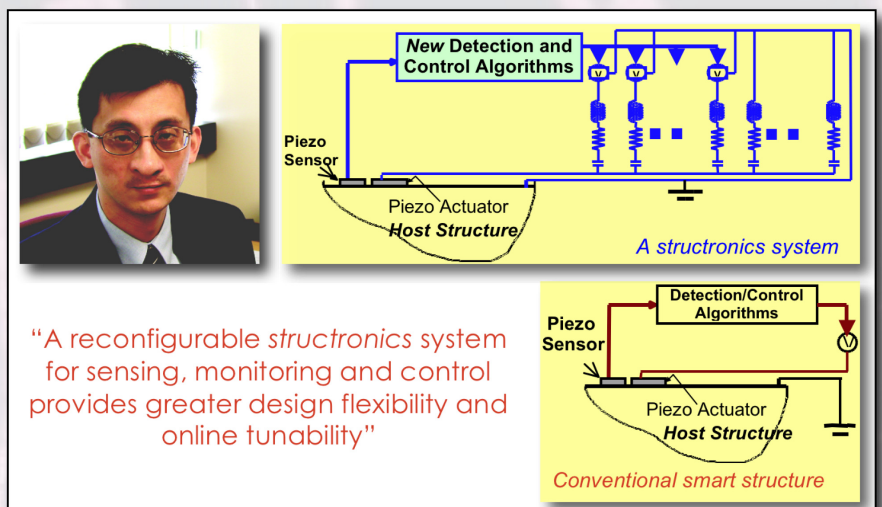 New Detection and
Control Algorithms
V
V
V
Piezo
Sensor
Piezo Actuator
Host Structure
A structronics system
“A reconfigurable structronics system
for sensing, monitoring and control
provides greater design flexibility and
online tunability”
Detection/Control
Algorithms
Piezo
Sensor
V
Piezo Actuator
Host Structure
Conventional smart structure